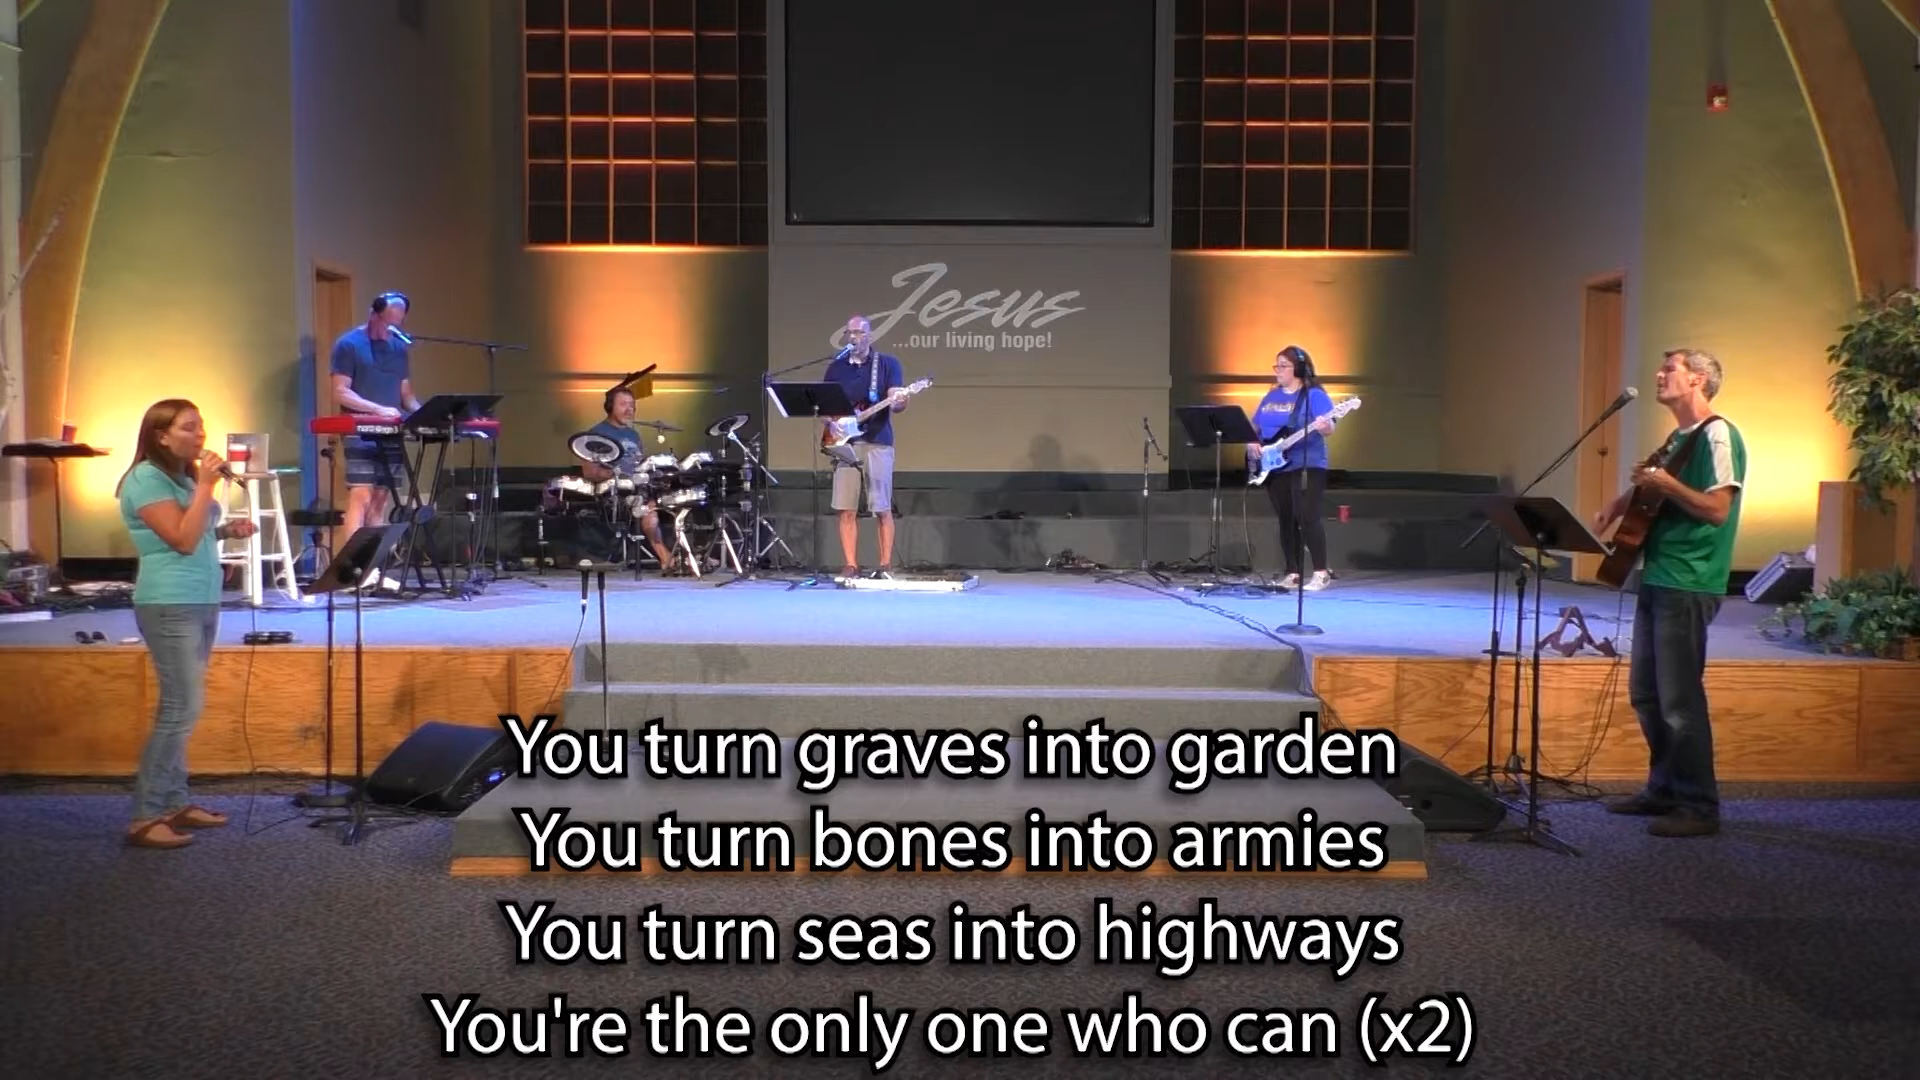 Jesus
...our living hope!
You turn graves into garden
You turn bones into armies
You turn seas into highways
You're the only one who can (x2)